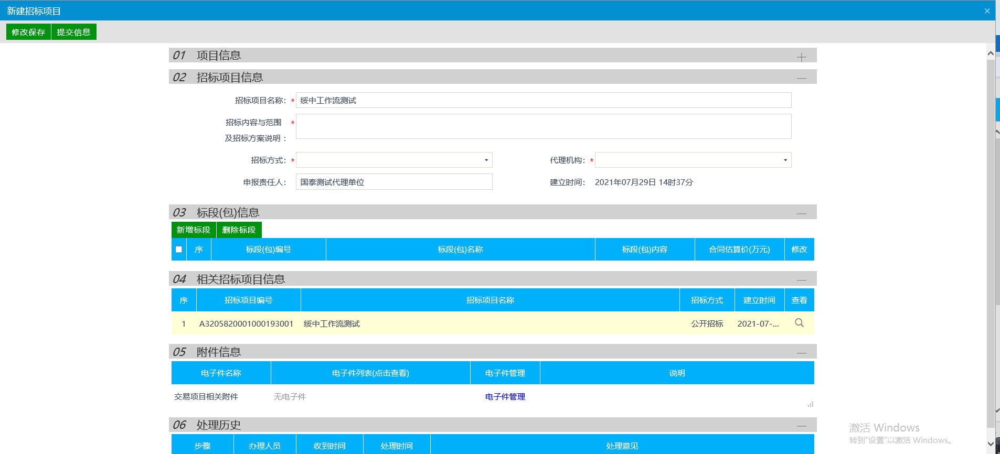 新建招标项目
修改保存 提交信息
01 项目信息
02 招标项目信息
招标项目名称： * 绥中工作流测试
招标内容与范围 *
及招标方案说明 ：
招标方式： * 代理机构： *
申报责任人： 国泰测试代理单位 建立时间： 2021年07月29日 14时37分
03 标段(包)信息
新增标段 删除标段
序 标段(包)编号 标段(包)名称 标段(包)内容 合同估算价(万元) 修改
04 相关招标项目信息
序 招标项目编号 招标项目名称 招标方式 建立时间 查看
1 A3205820001000193001 绥中工作流测试 公开招标 2021-07-...
05 附件信息
电子件名称 电子件列表(点击查看) 电子件管理 说明
交易项目相关附件 无电子件 电子件管理
06 处理历史
步骤 办理人员 收到时间 处理时间 处理意见
激活 Windows
转到"设置"以激活 Windows。